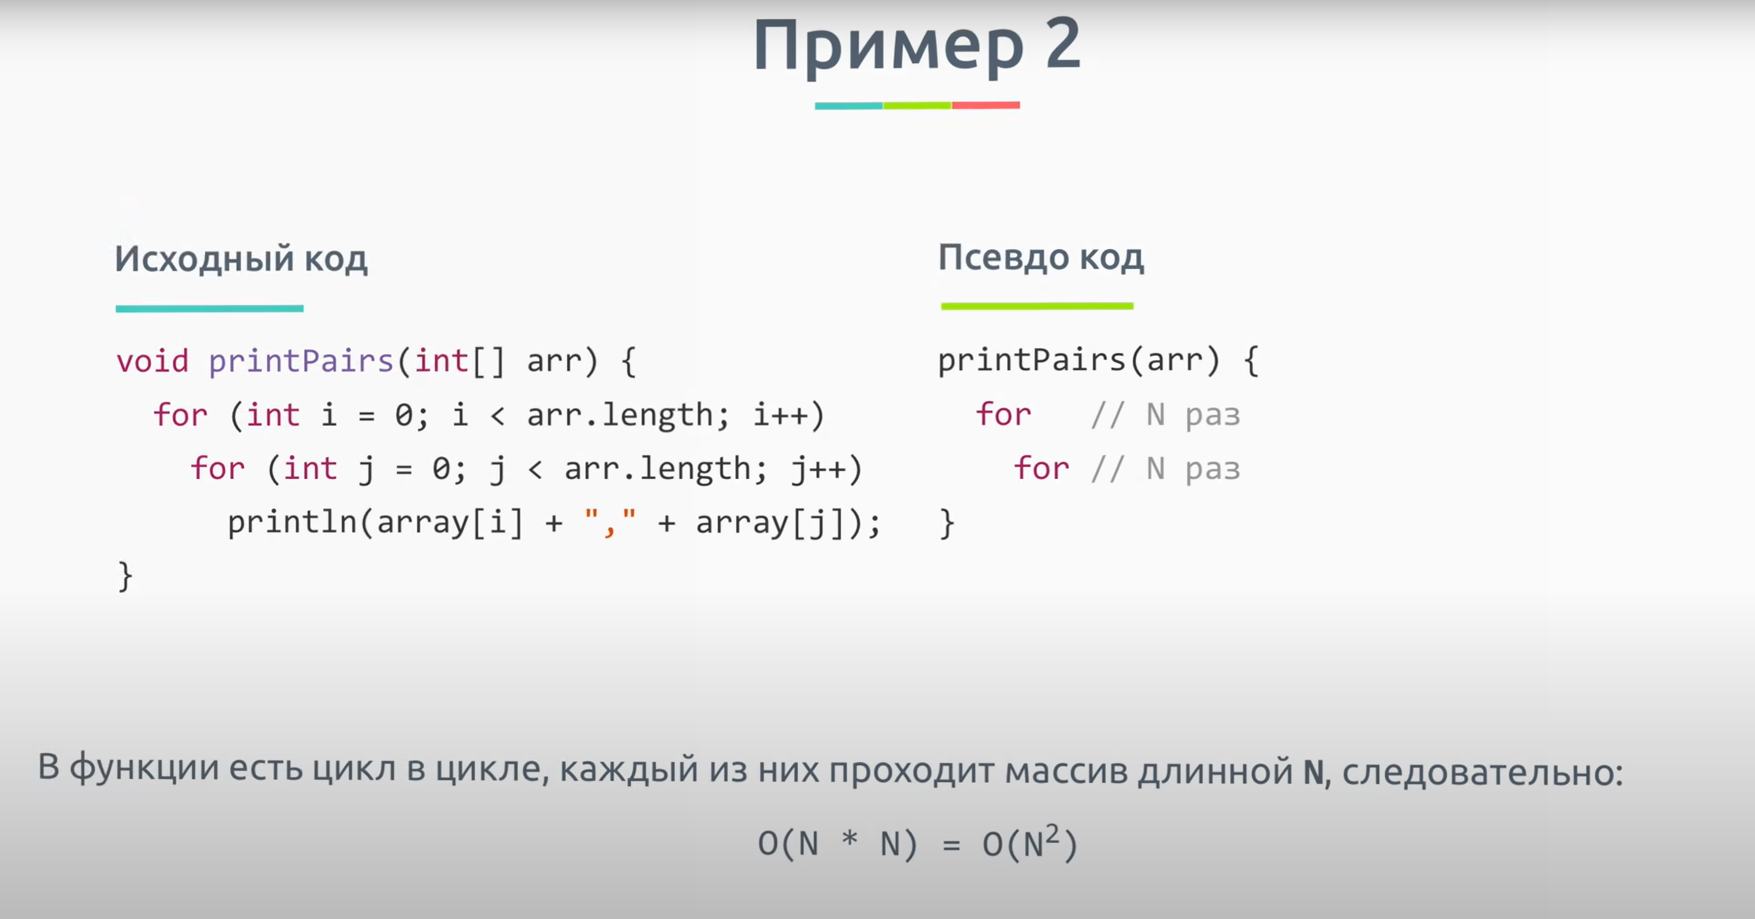 Пример 2
Исходный код
void printPairs(int[] arr) {
for (int i = 0; i < arr.length; i++)
for (int j = 0; j < arr.length; j++)
println(array[i] + "," + array[j]);
}
Псевдо код
printPairs(arr) {
for // N раз
for // N раз
}
В функции есть цикл в цикле, каждый из них проходит массив длинной N, следовательно:
O(N * N) = O(N²)